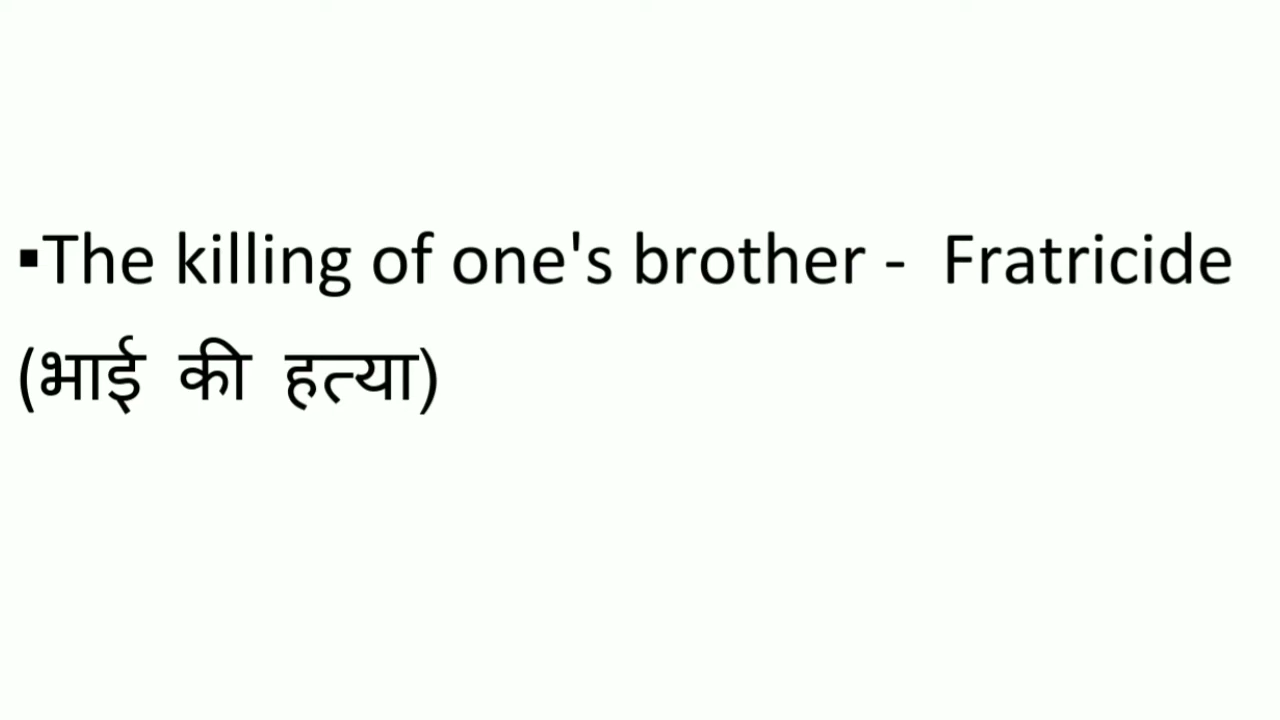 ▪The killing of one's brother - Fratricide
(भाई की हत्या)